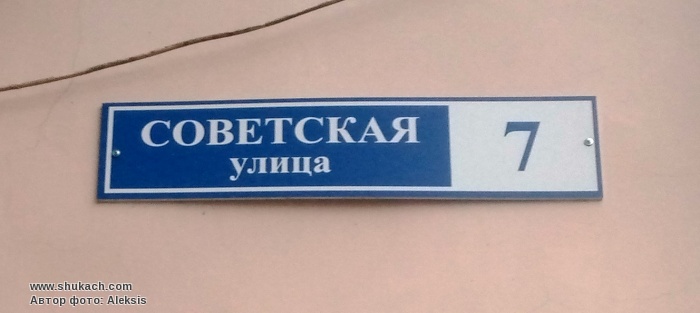 СОВЕТСКАЯ
улица
7
www.shukach.com
Автор фото: Aleksis